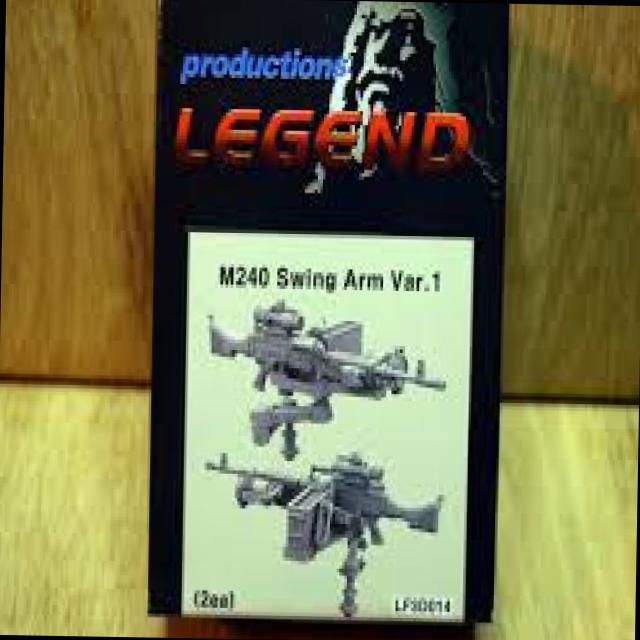 productions
LEGEND
M240 Swing Arm Var.1
(2ea)
LF3D014